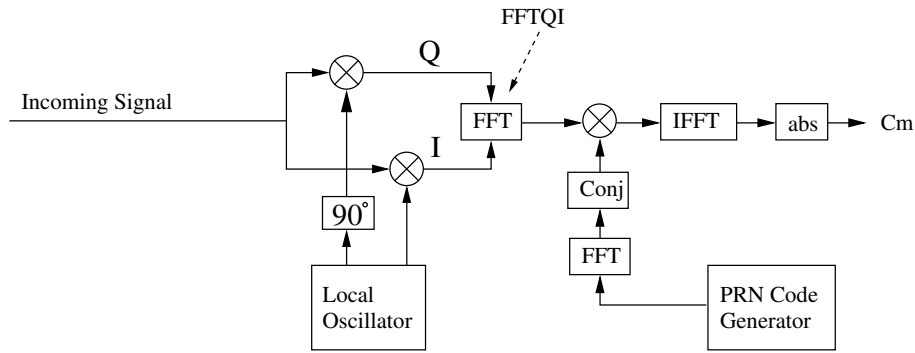 FFTQI
Q
Incoming Signal
FFT
IFFT
abs
Cm
I
Conj
90°
FFT
Local
Oscillator
PRN Code
Generator